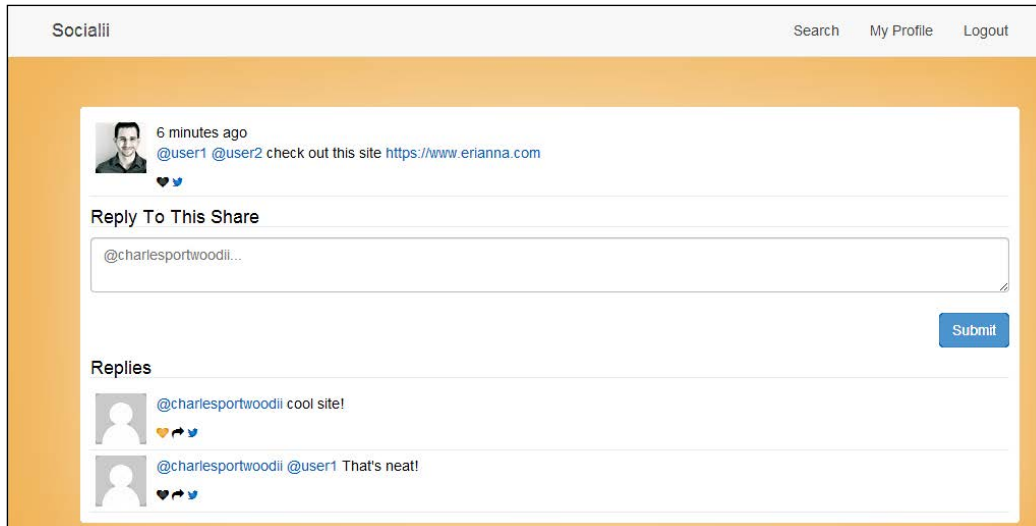 Socialii
Search My Profile Logout
6 minutes ago
@user1 @user2 check out this site https://www.erianna.com
Reply To This Share
@charlesportwoodii...
Submit
Replies
@charlesportwoodii cool site!
@charlesportwoodii @user1 That's neat!